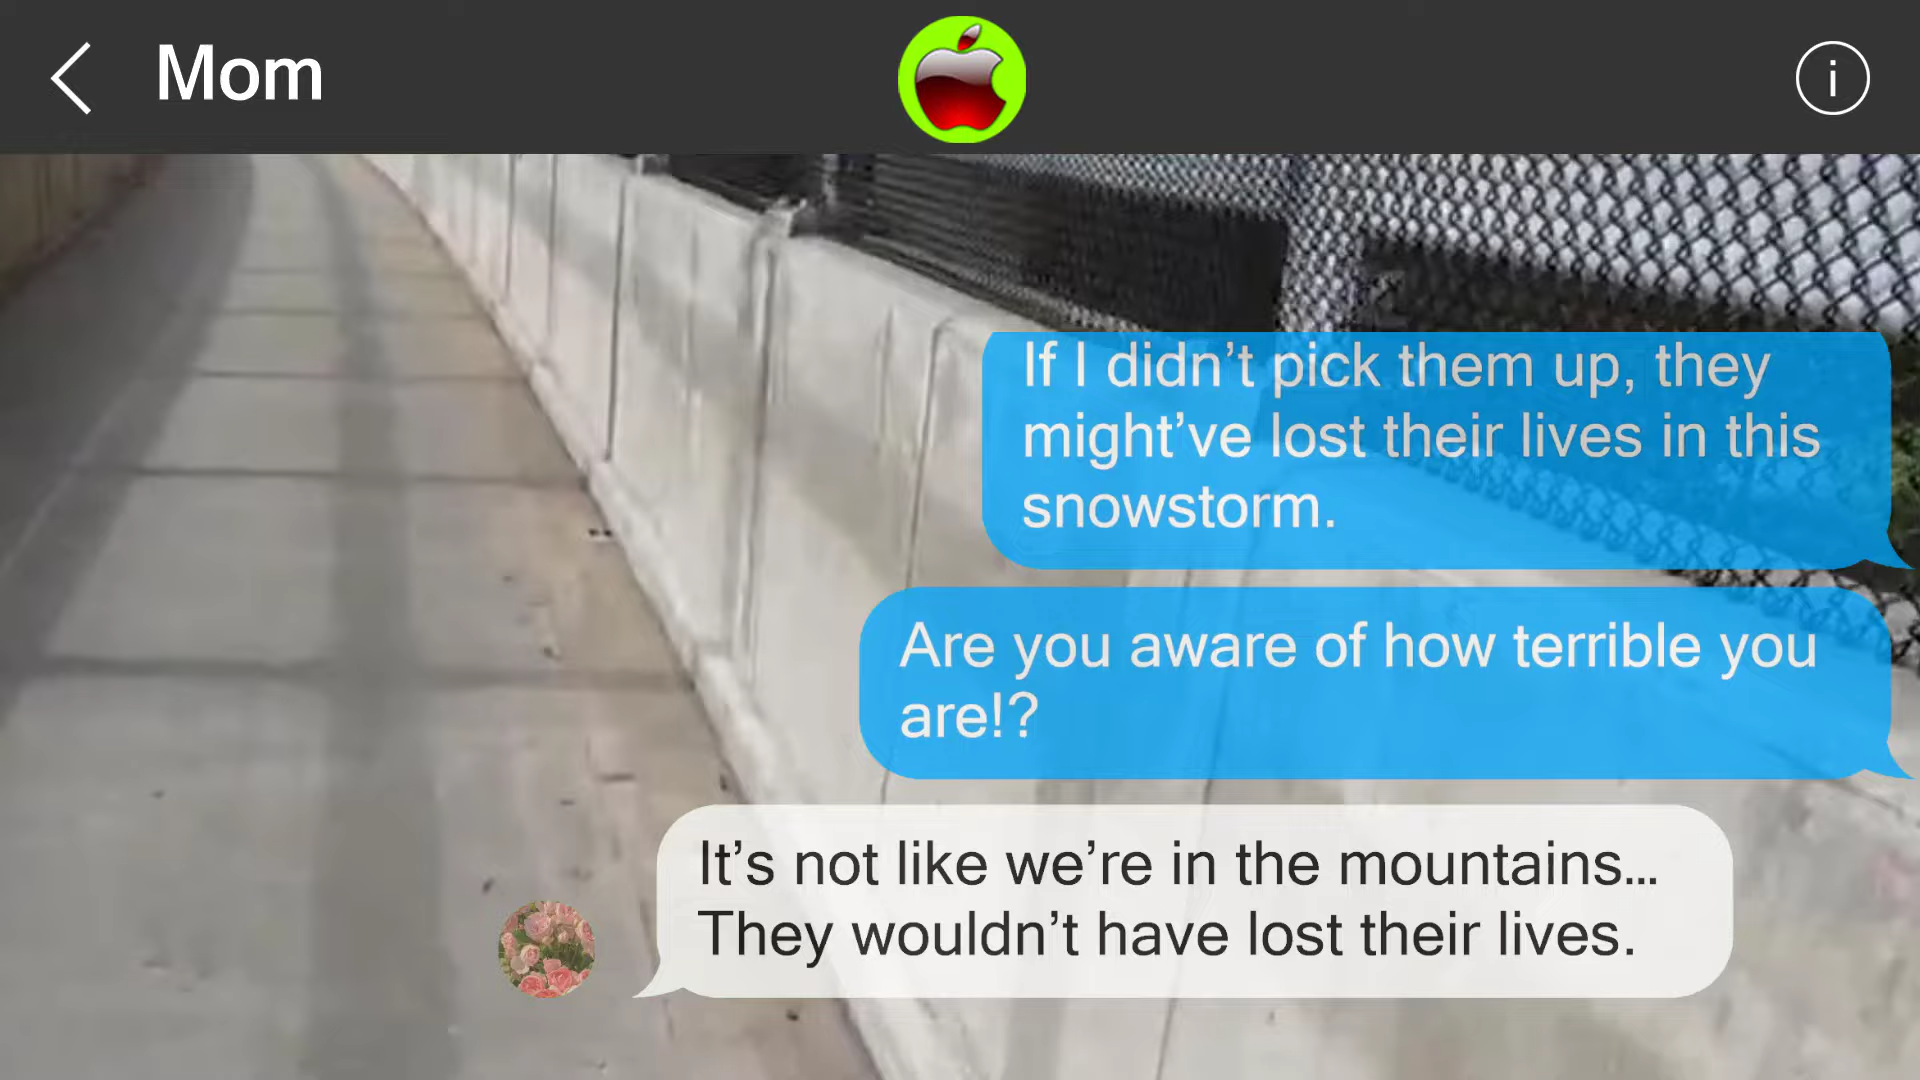 Mom
If I didn’t pick them up, they
might’ve lost their lives in this
snowstorm.
Are you aware of how terrible you
are!?
It’s not like we’re in the mountains...
They wouldn’t have lost their lives.